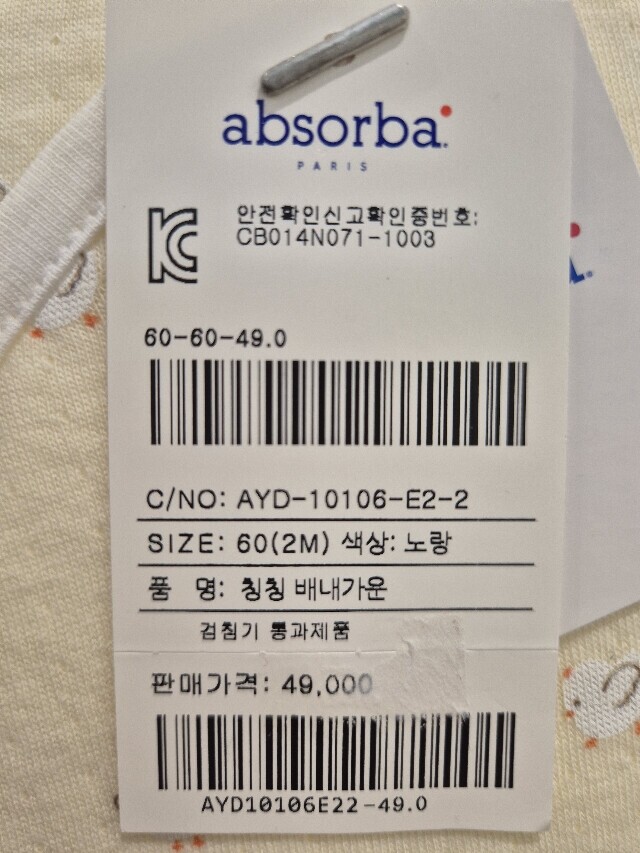 absorba
PARIS
안전확인신고확인증번호:
CB014N071-1003
60-60-49.0
C/NO: AYD-10106-E2-2
SIZE: 60(2M) 색상: 노랑
품 명: 칭칭 배내가운
검침기 통과제품
판매가격: 49,000
AYD10106E22-49.0